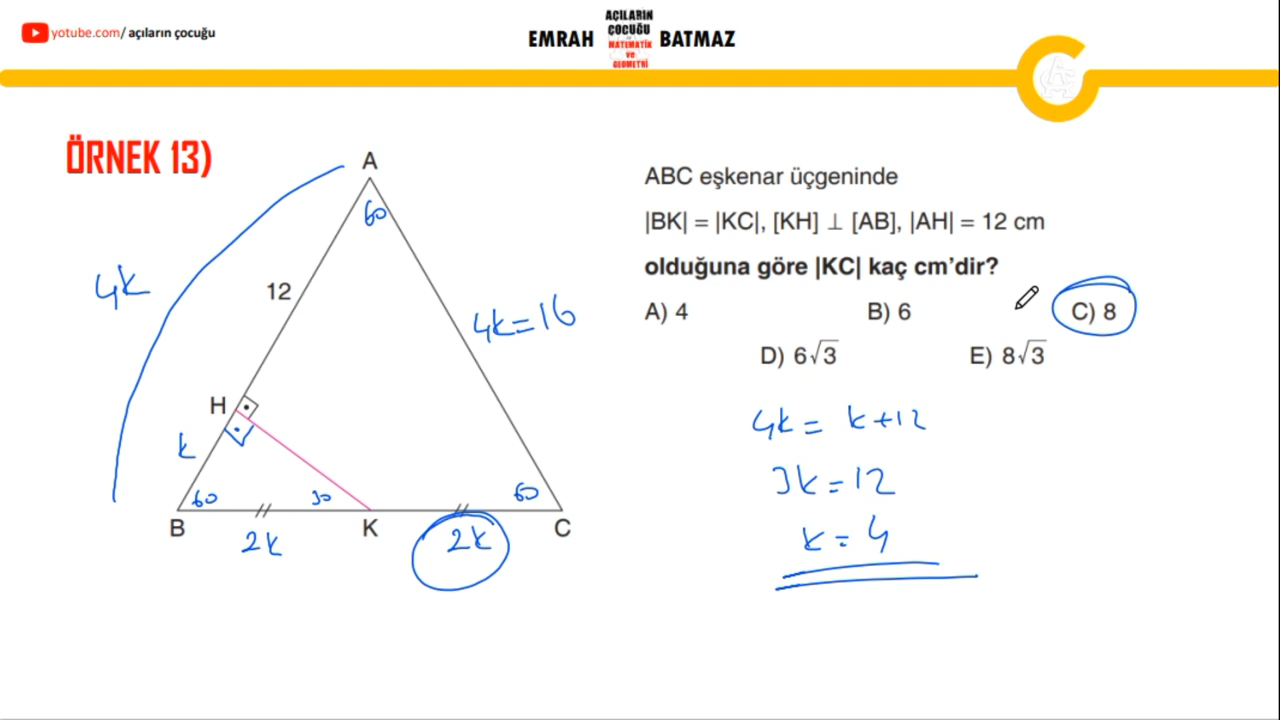 yotube.com/ açıların çocuğu
EMRAH
AÇILARIN
ÇOCUĞU
MATEMATİK
ve
GEOMETRİ
BATMAZ
ÖRNEK 13)
A
60
12
4k
4k=16
H
k
60
30
60
B
K
C
2k
2k
ABC eşkenar üçgeninde
|BK| = |KC|, [KH] ⊥ [AB], |AH| = 12 cm
olduğuna göre |KC| kaç cm'dir?
A) 4 B) 6 C) 8
D) 6√3 E) 8√3
4k = k+12
3k=12
k=4